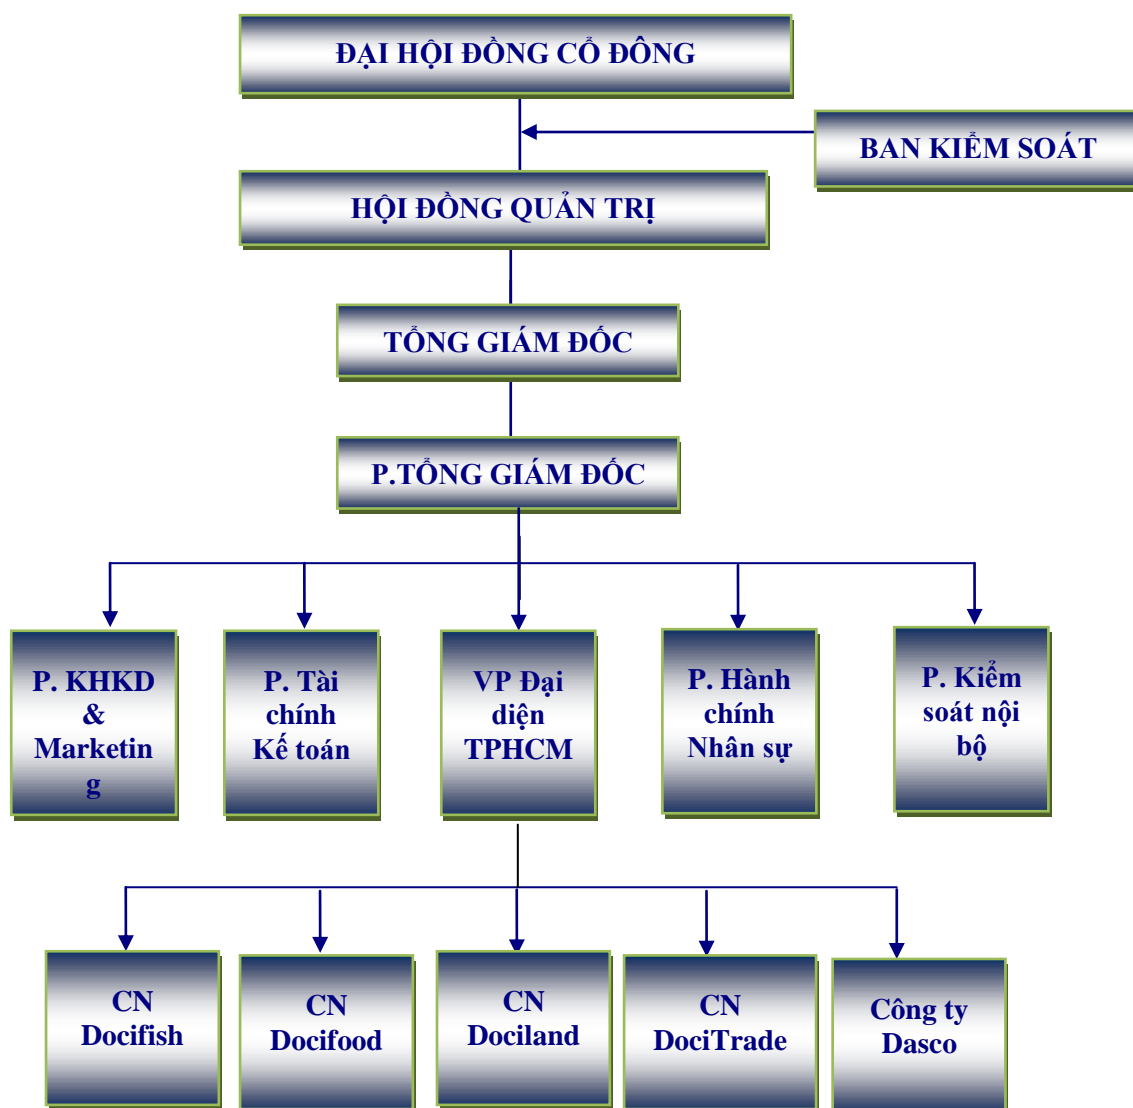 ĐẠI HỘI ĐỒNG CỔ ĐÔNG
BAN KIỂM SOÁT
HỘI ĐỒNG QUẢN TRỊ
TỔNG GIÁM ĐỐC
P.TỔNG GIÁM ĐỐC
P. KHKD
&
Marketin
g
P. Tài
chính
Kế toán
VP Đại
diện
TPHCM
P. Hành
chính
Nhân sự
P. Kiểm
soát nội
bộ
CN
Docifish
CN
Docifood
CN
Dociland
CN
DociTrade
Công ty
Dasco